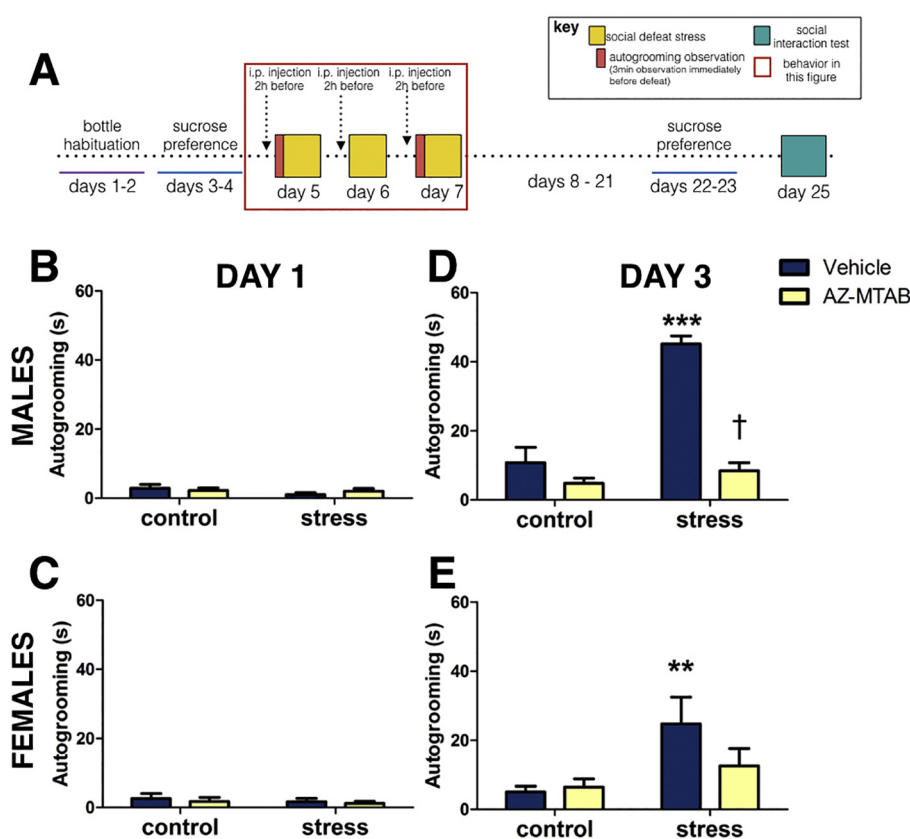 A
key
social defeat stress
autogrooming observation
(3min observation immediately
before defeat)
social
interaction test
behavior in
this figure
i.p. injection
2h before
i.p. injection
2h before
i.p. injection
2h before
bottle
habituation
sucrose
preference
sucrose
preference
days 1-2
days 3-4
day 5
day 6
day 7
days 8 - 21
days 22-23
day 25
B
DAY 1
D
DAY 3
Vehicle
AZ-MTAB
MALES
Autogrooming (s)
60
40
20
0
control
stress
Autogrooming (s)
60
40
20
0
***
†
control
stress
C
E
FEMALES
Autogrooming (s)
60
40
20
0
control
stress
Autogrooming (s)
60
40
20
0
**
control
stress